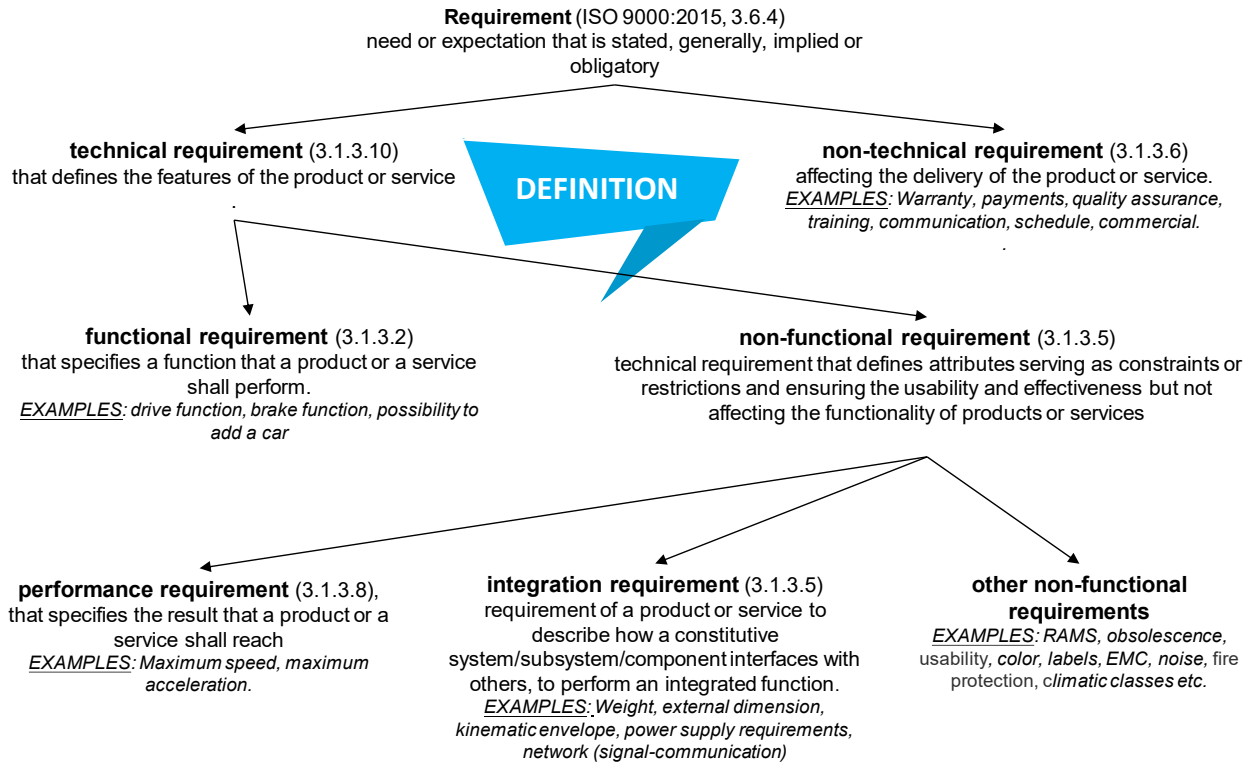 Requirement (ISO 9000:2015, 3.6.4)
need or expectation that is stated, generally, implied or
obligatory
technical requirement (3.1.3.10)
that defines the features of the product or service
.
DEFINITION
non-technical requirement (3.1.3.6)
affecting the delivery of the product or service.
EXAMPLES: Warranty, payments, quality assurance,
training, communication, schedule, commercial.
.
functional requirement (3.1.3.2)
that specifies a function that a product or a service
shall perform.
EXAMPLES: drive function, brake function, possibility to
add a car
non-functional requirement (3.1.3.5)
technical requirement that defines attributes serving as constraints or
restrictions and ensuring the usability and effectiveness but not
affecting the functionality of products or services
performance requirement (3.1.3.8),
that specifies the result that a product or a
service shall reach
EXAMPLES: Maximum speed, maximum
acceleration.
integration requirement (3.1.3.5)
requirement of a product or service to
describe how a constitutive
system/subsystem/component interfaces with
others, to perform an integrated function.
EXAMPLES: Weight, external dimension,
kinematic envelope, power supply requirements,
network (signal-communication)
other non-functional
requirements
EXAMPLES: RAMS, obsolescence,
usability, color, labels, EMC, noise, fire
protection, climatic classes etc.